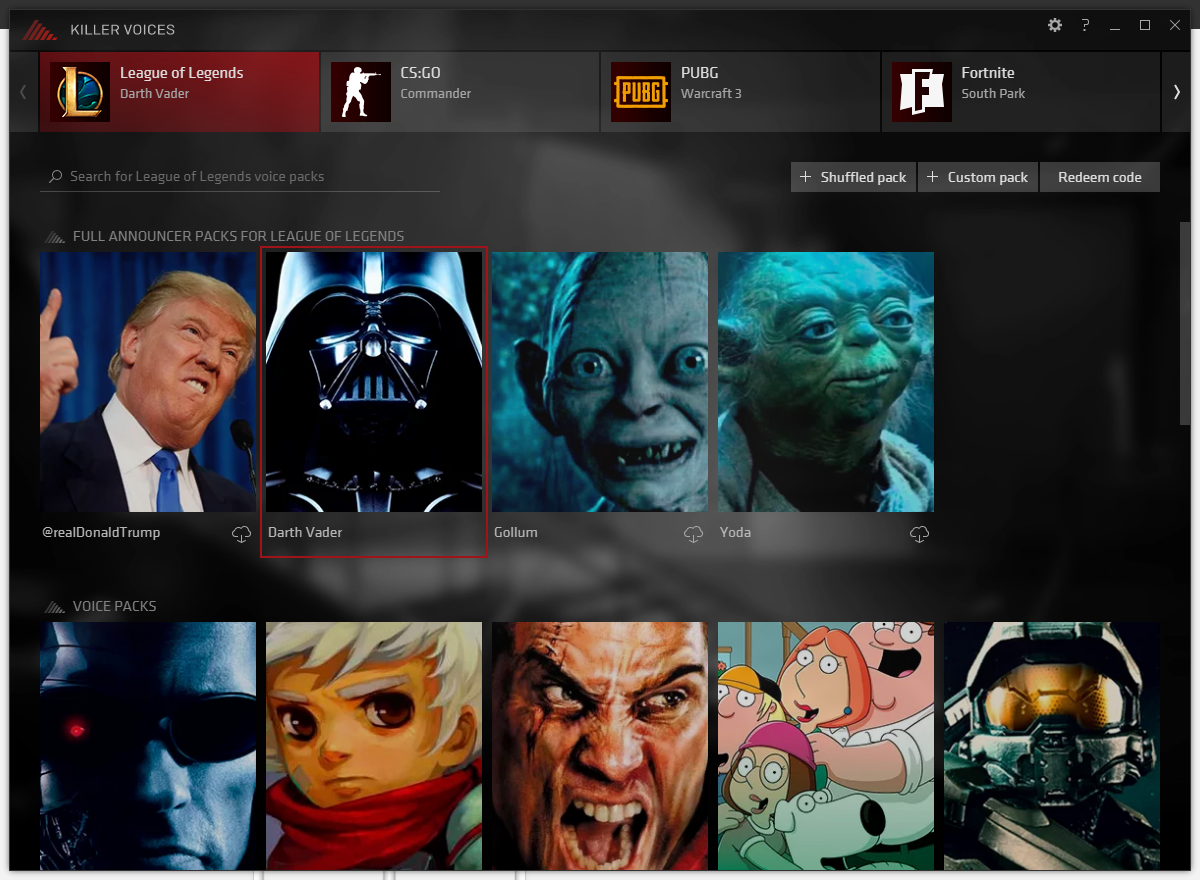 KILLER VOICES
League of Legends
Darth Vader
CS:GO
Commander
PUBG
PUBG
Warcraft 3
F
Fortnite
South Park
Search for League of Legends voice packs
+ Shuffled pack
+ Custom pack
Redeem code
FULL ANNOUNCER PACKS FOR LEAGUE OF LEGENDS
@realDonaldTrump
Darth Vader
Gollum
Yoda
VOICE PACKS